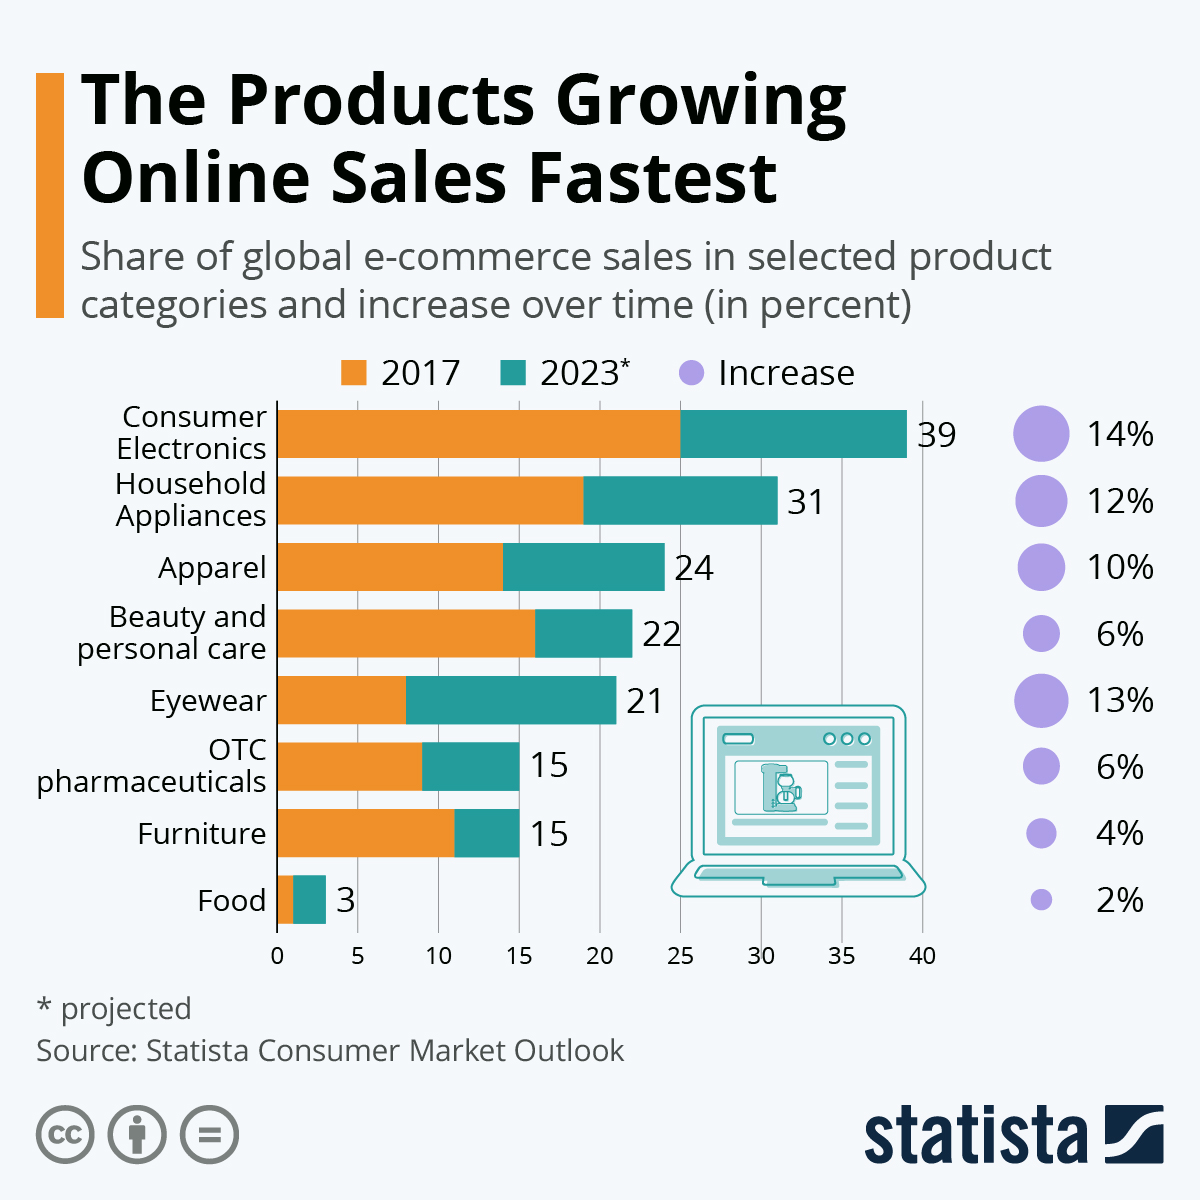 The Products Growing
Online Sales Fastest
Share of global e-commerce sales in selected product
categories and increase over time (in percent)
2017 2023* Increase
Consumer
Electronics 39 14%
Household
Appliances 31 12%
Apparel 24 10%
Beauty and
personal care 22 6%
Eyewear 21 13%
OTC
pharmaceuticals 15 6%
Furniture 15 4%
Food 3 2%
0 5 10 15 20 25 30 35 40
* projected
Source: Statista Consumer Market Outlook
cc =
statista